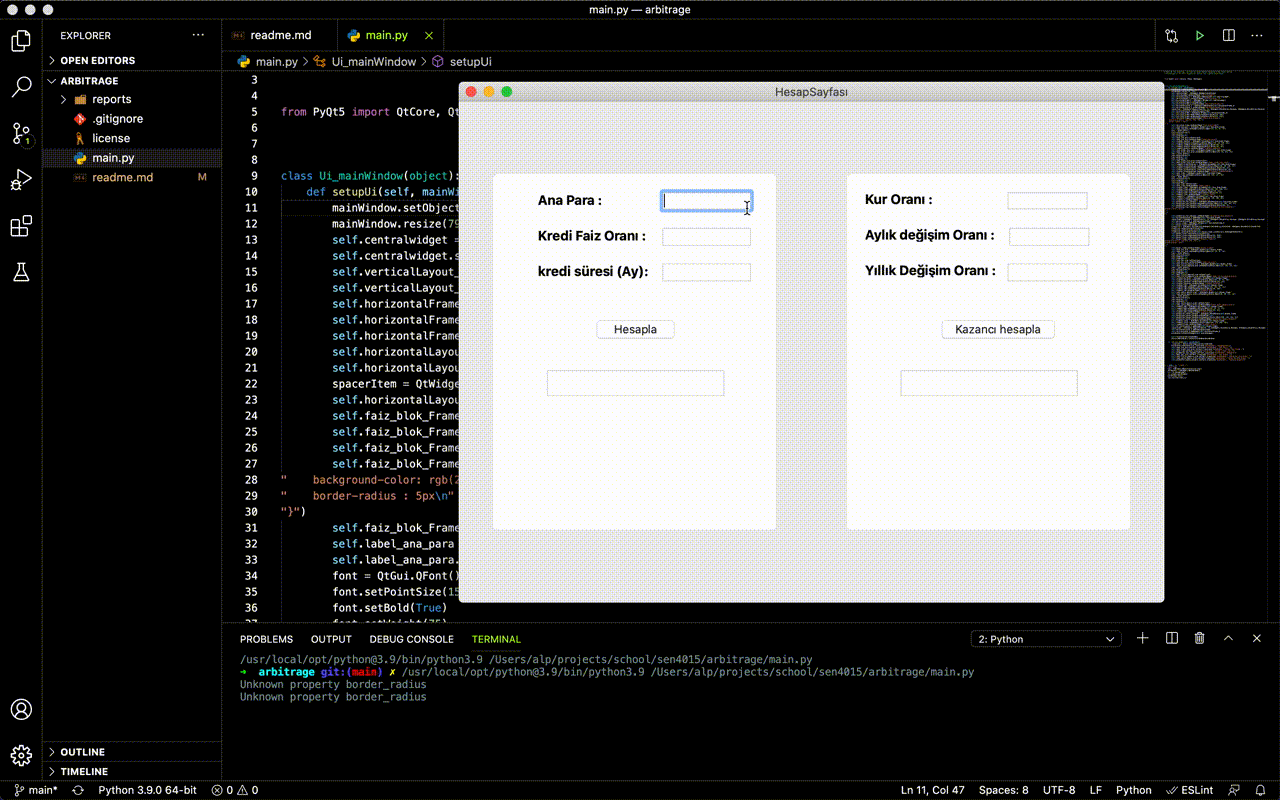 main.py — arbitrage
EXPLORER
readme.md
main.py
OPEN EDITORS
main.py > Ui_mainWindow > setupUi
ARBITRAGE
reports
.gitignore
license
main.py
readme.md M
3
4
5 from PyQt5 import QtCore, Qt
6
7
8
9 class Ui_mainWindow(object):
10 def setupUi(self, mainWi
11 mainWindow.setObject
12 mainWindow.resize(79
13 self.centralwidget =
14 self.centralwidget.s
15 self.verticalLayout_
16 self.verticalLayout_
17 self.horizontalFrame
18 self.horizontalFrame
19 self.horizontalFrame
20 self.horizontalLayou
21 self.horizontalLayou
22 spacerItem = QtWidge
23 self.faiz_blok_Frame
24 self.faiz_blok_Frame
25 self.faiz_blok_Frame
26 self.faiz_blok_Frame
27 self.faiz_blok_Frame
28 " background-color: rgb(2
29 " border-radius : 5px\n"
30 "}")
31 self.faiz_blok_Frame
32 self.label_ana_para
33 self.label_ana_para.
34 font = QtGui.QFont()
35 font.setPointSize(15
36 font.setBold(True)
HesapSayfası
Ana Para :
Kredi Faiz Oranı :
kredi süresi (Ay):
Hesapla
Kur Oranı :
Aylık değişim Oranı :
Yıllık Değişim Oranı :
Kazancı hesapla
PROBLEMS OUTPUT DEBUG CONSOLE TERMINAL
2: Python
/usr/local/opt/python@3.9/bin/python3.9 /Users/alp/projects/school/sen4015/arbitrage/main.py
➜ arbitrage git:(main) ✗ /usr/local/opt/python@3.9/bin/python3.9 /Users/alp/projects/school/sen4015/arbitrage/main.py
Unknown property border_radius
Unknown property border_radius
OUTLINE
TIMELINE
main* Python 3.9.0 64-bit 0 0 Ln 11, Col 47 Spaces: 8 UTF-8 LF Python ESLint